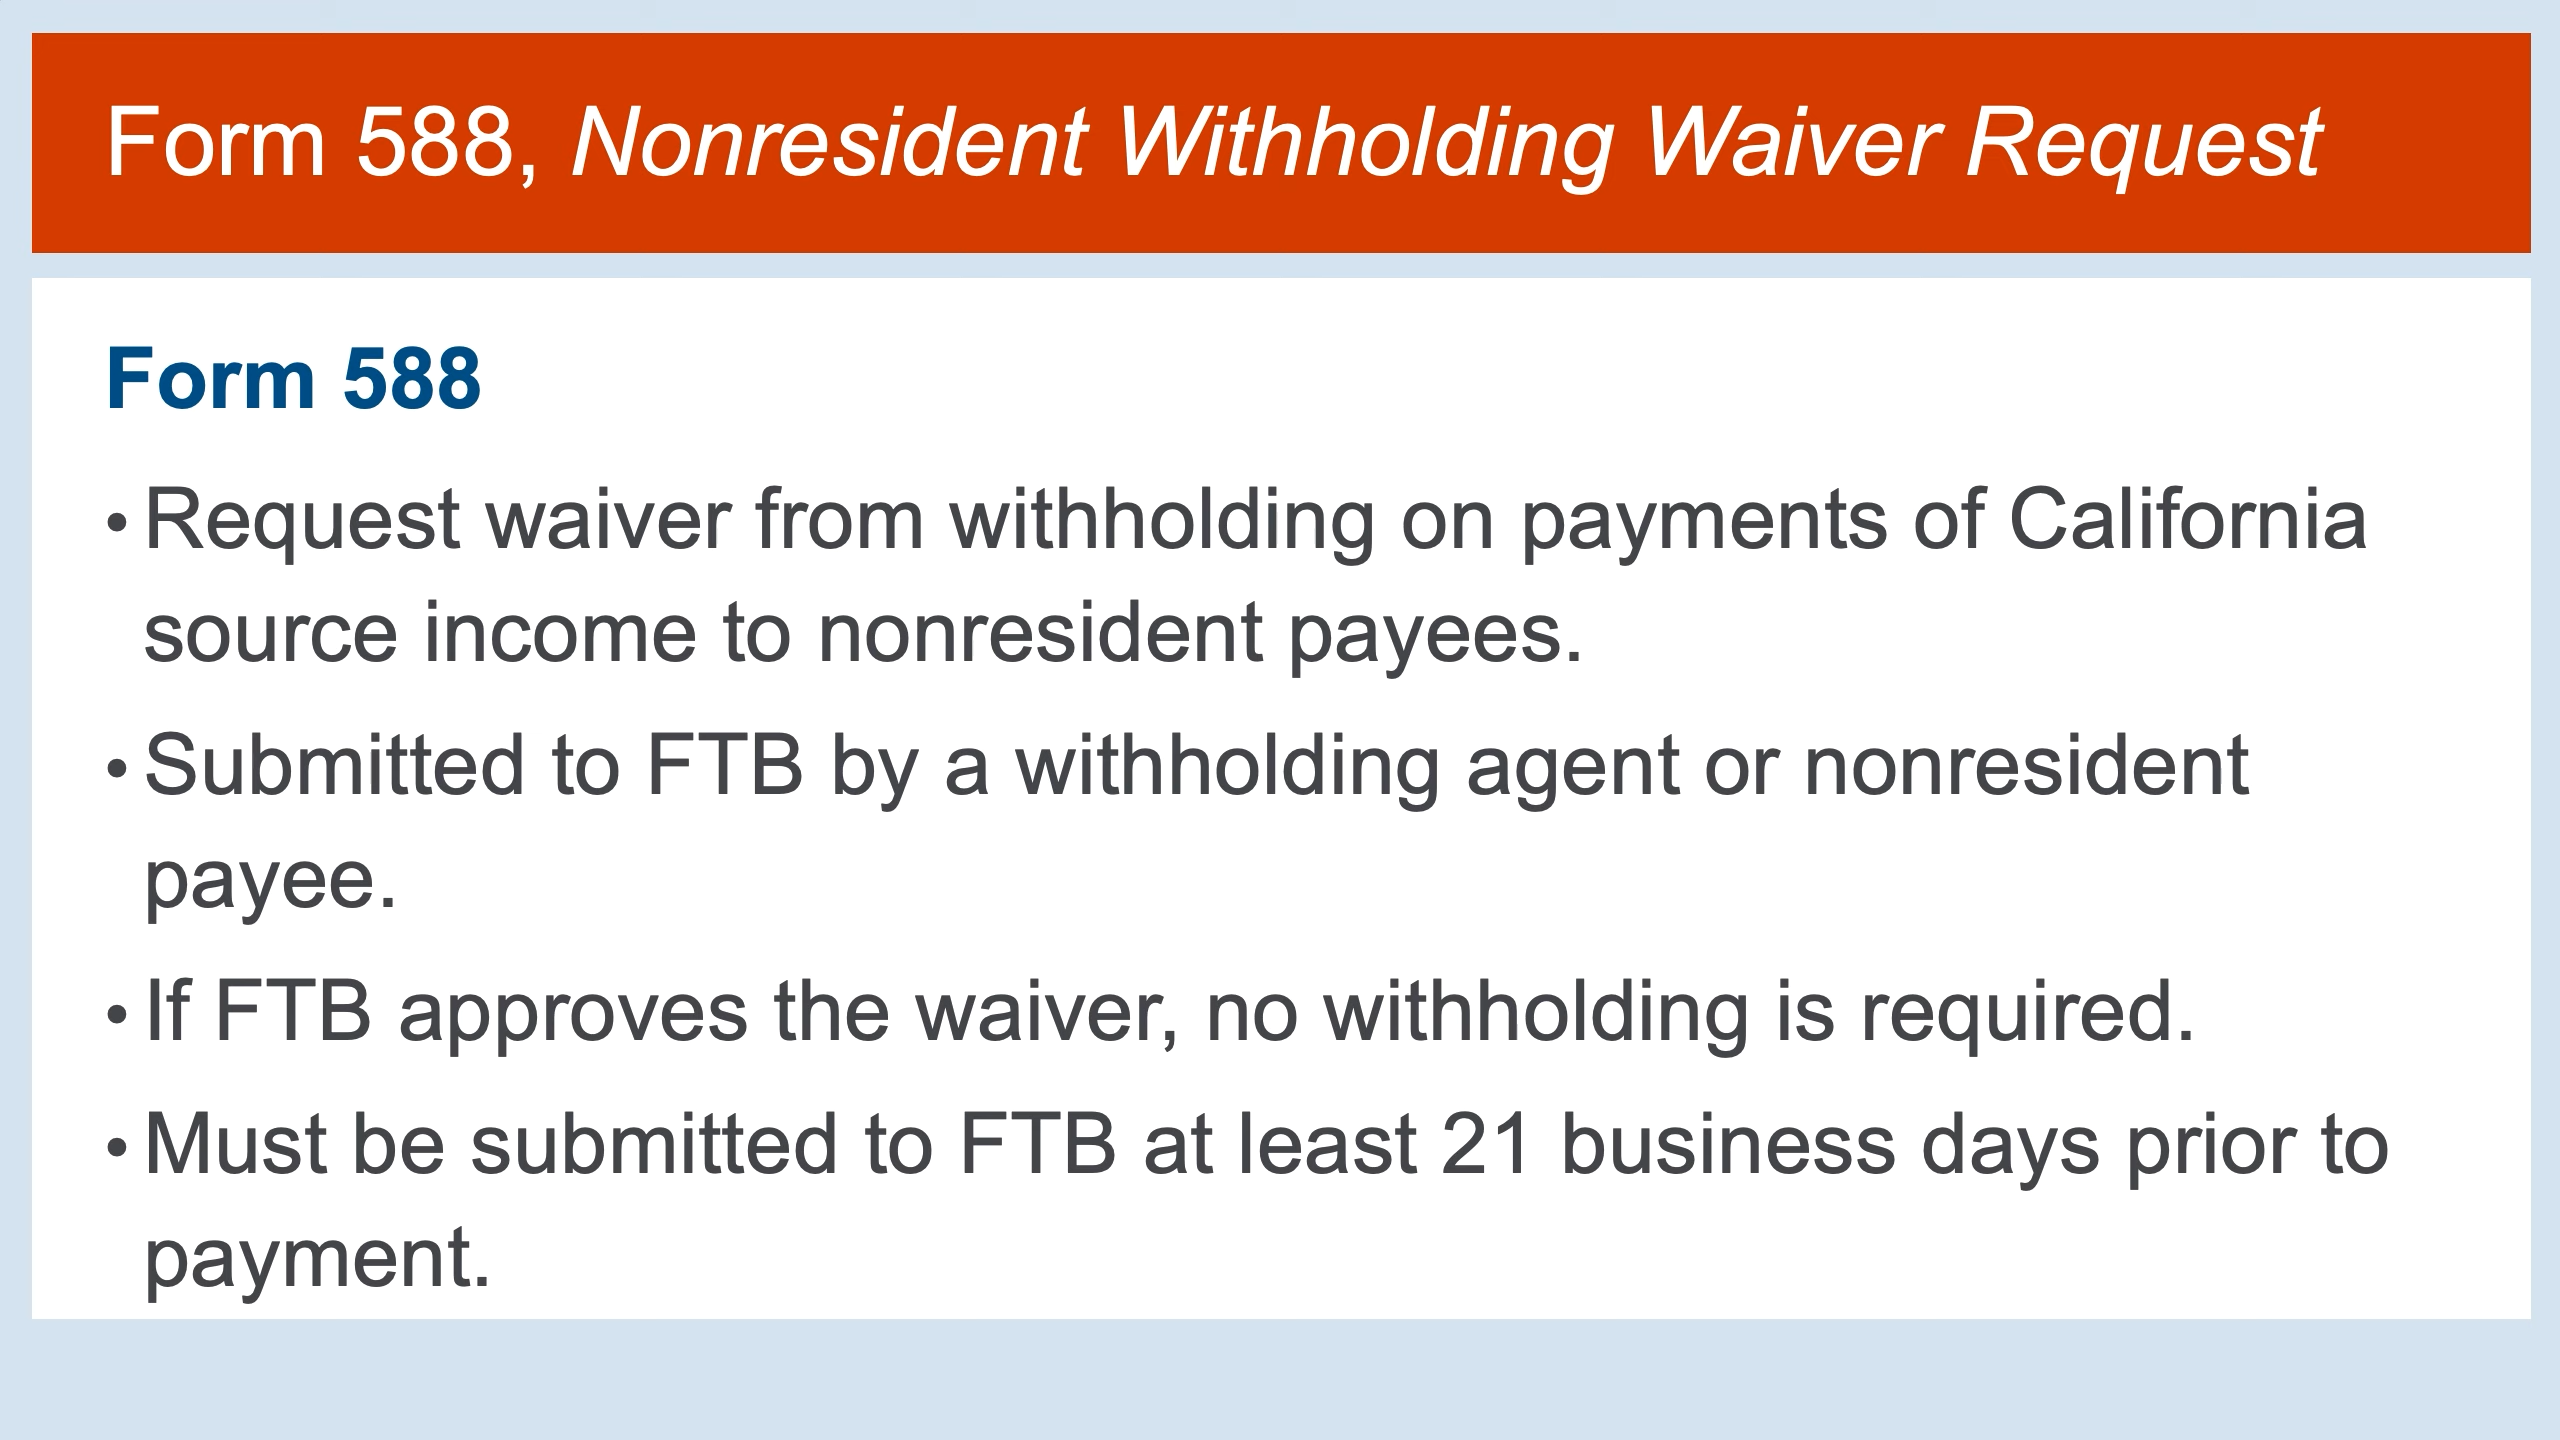 Form 588, Nonresident Withholding Waiver Request
Form 588
• Request waiver from withholding on payments of California
source income to nonresident payees.
• Submitted to FTB by a withholding agent or nonresident
payee.
• If FTB approves the waiver, no withholding is required.
• Must be submitted to FTB at least 21 business days prior to
payment.